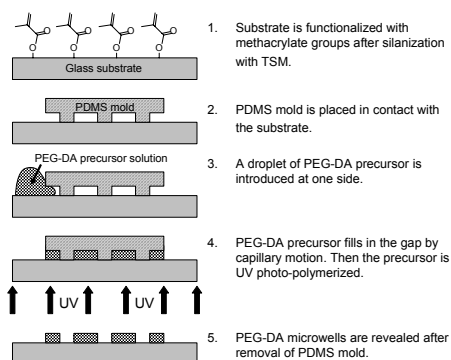 O O O O
O O O O
Glass substrate
1. Substrate is functionalized with
methacrylate groups after silanization
with TSM.
PDMS mold
2. PDMS mold is placed in contact with
the substrate.
PEG-DA precursor solution
3. A droplet of PEG-DA precursor is
introduced at one side.
4. PEG-DA precursor fills in the gap by
capillary motion. Then the precursor is
UV photo-polymerized.
UV UV
5. PEG-DA microwells are revealed after
removal of PDMS mold.